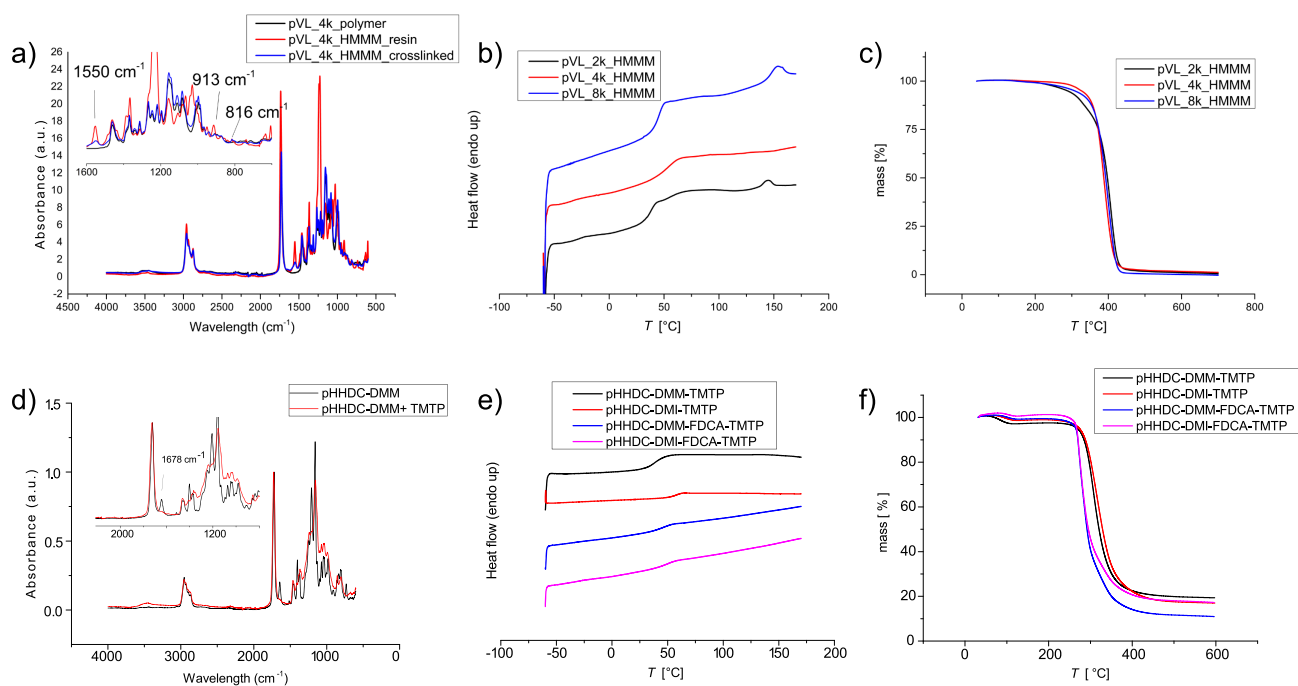 a)
pVL_4k_polymer
pVL_4k_HMMM_resin
pVL_4k_HMMM_crosslinked
1550 cm⁻¹
913 cm⁻¹
816 cm⁻¹
1600 1200 800
26
24
22
20
18
16
14
12
10
8
6
4
2
0
-2
Absorbance (a.u.)
4500 4000 3500 3000 2500 2000 1500 1000 500
Wavelength (cm⁻¹)
b)
pVL_2k_HMMM
pVL_4k_HMMM
pVL_8k_HMMM
Heat flow (endo up)
-100 -50 0 50 100 150 200
T [°C]
c)
pVL_2k_HMMM
pVL_4k_HMMM
pVL_8k_HMMM
100
75
50
25
0
mass [%]
0 200 400 600 800
T [°C]
d)
pHHDC-DMM
pHHDC-DMM+ TMTP
1678 cm⁻¹
2000 1200
1.5
1.0
0.5
0.0
Absorbance (a.u.)
4000 3000 2000 1000 0
Wavelength (cm⁻¹)
e)
pHHDC-DMM-TMTP
pHHDC-DMI-TMTP
pHHDC-DMM-FDCA-TMTP
pHHDC-DMI-FDCA-TMTP
Heat flow (endo up)
-100 -50 0 50 100 150 200
T [°C]
f)
pHHDC-DMM-TMTP
pHHDC-DMI-TMTP
pHHDC-DMM-FDCA-TMTP
pHHDC-DMI-FDCA-TMTP
100
80
60
40
20
0
mass [ % ]
0 200 400 600
T [°C]